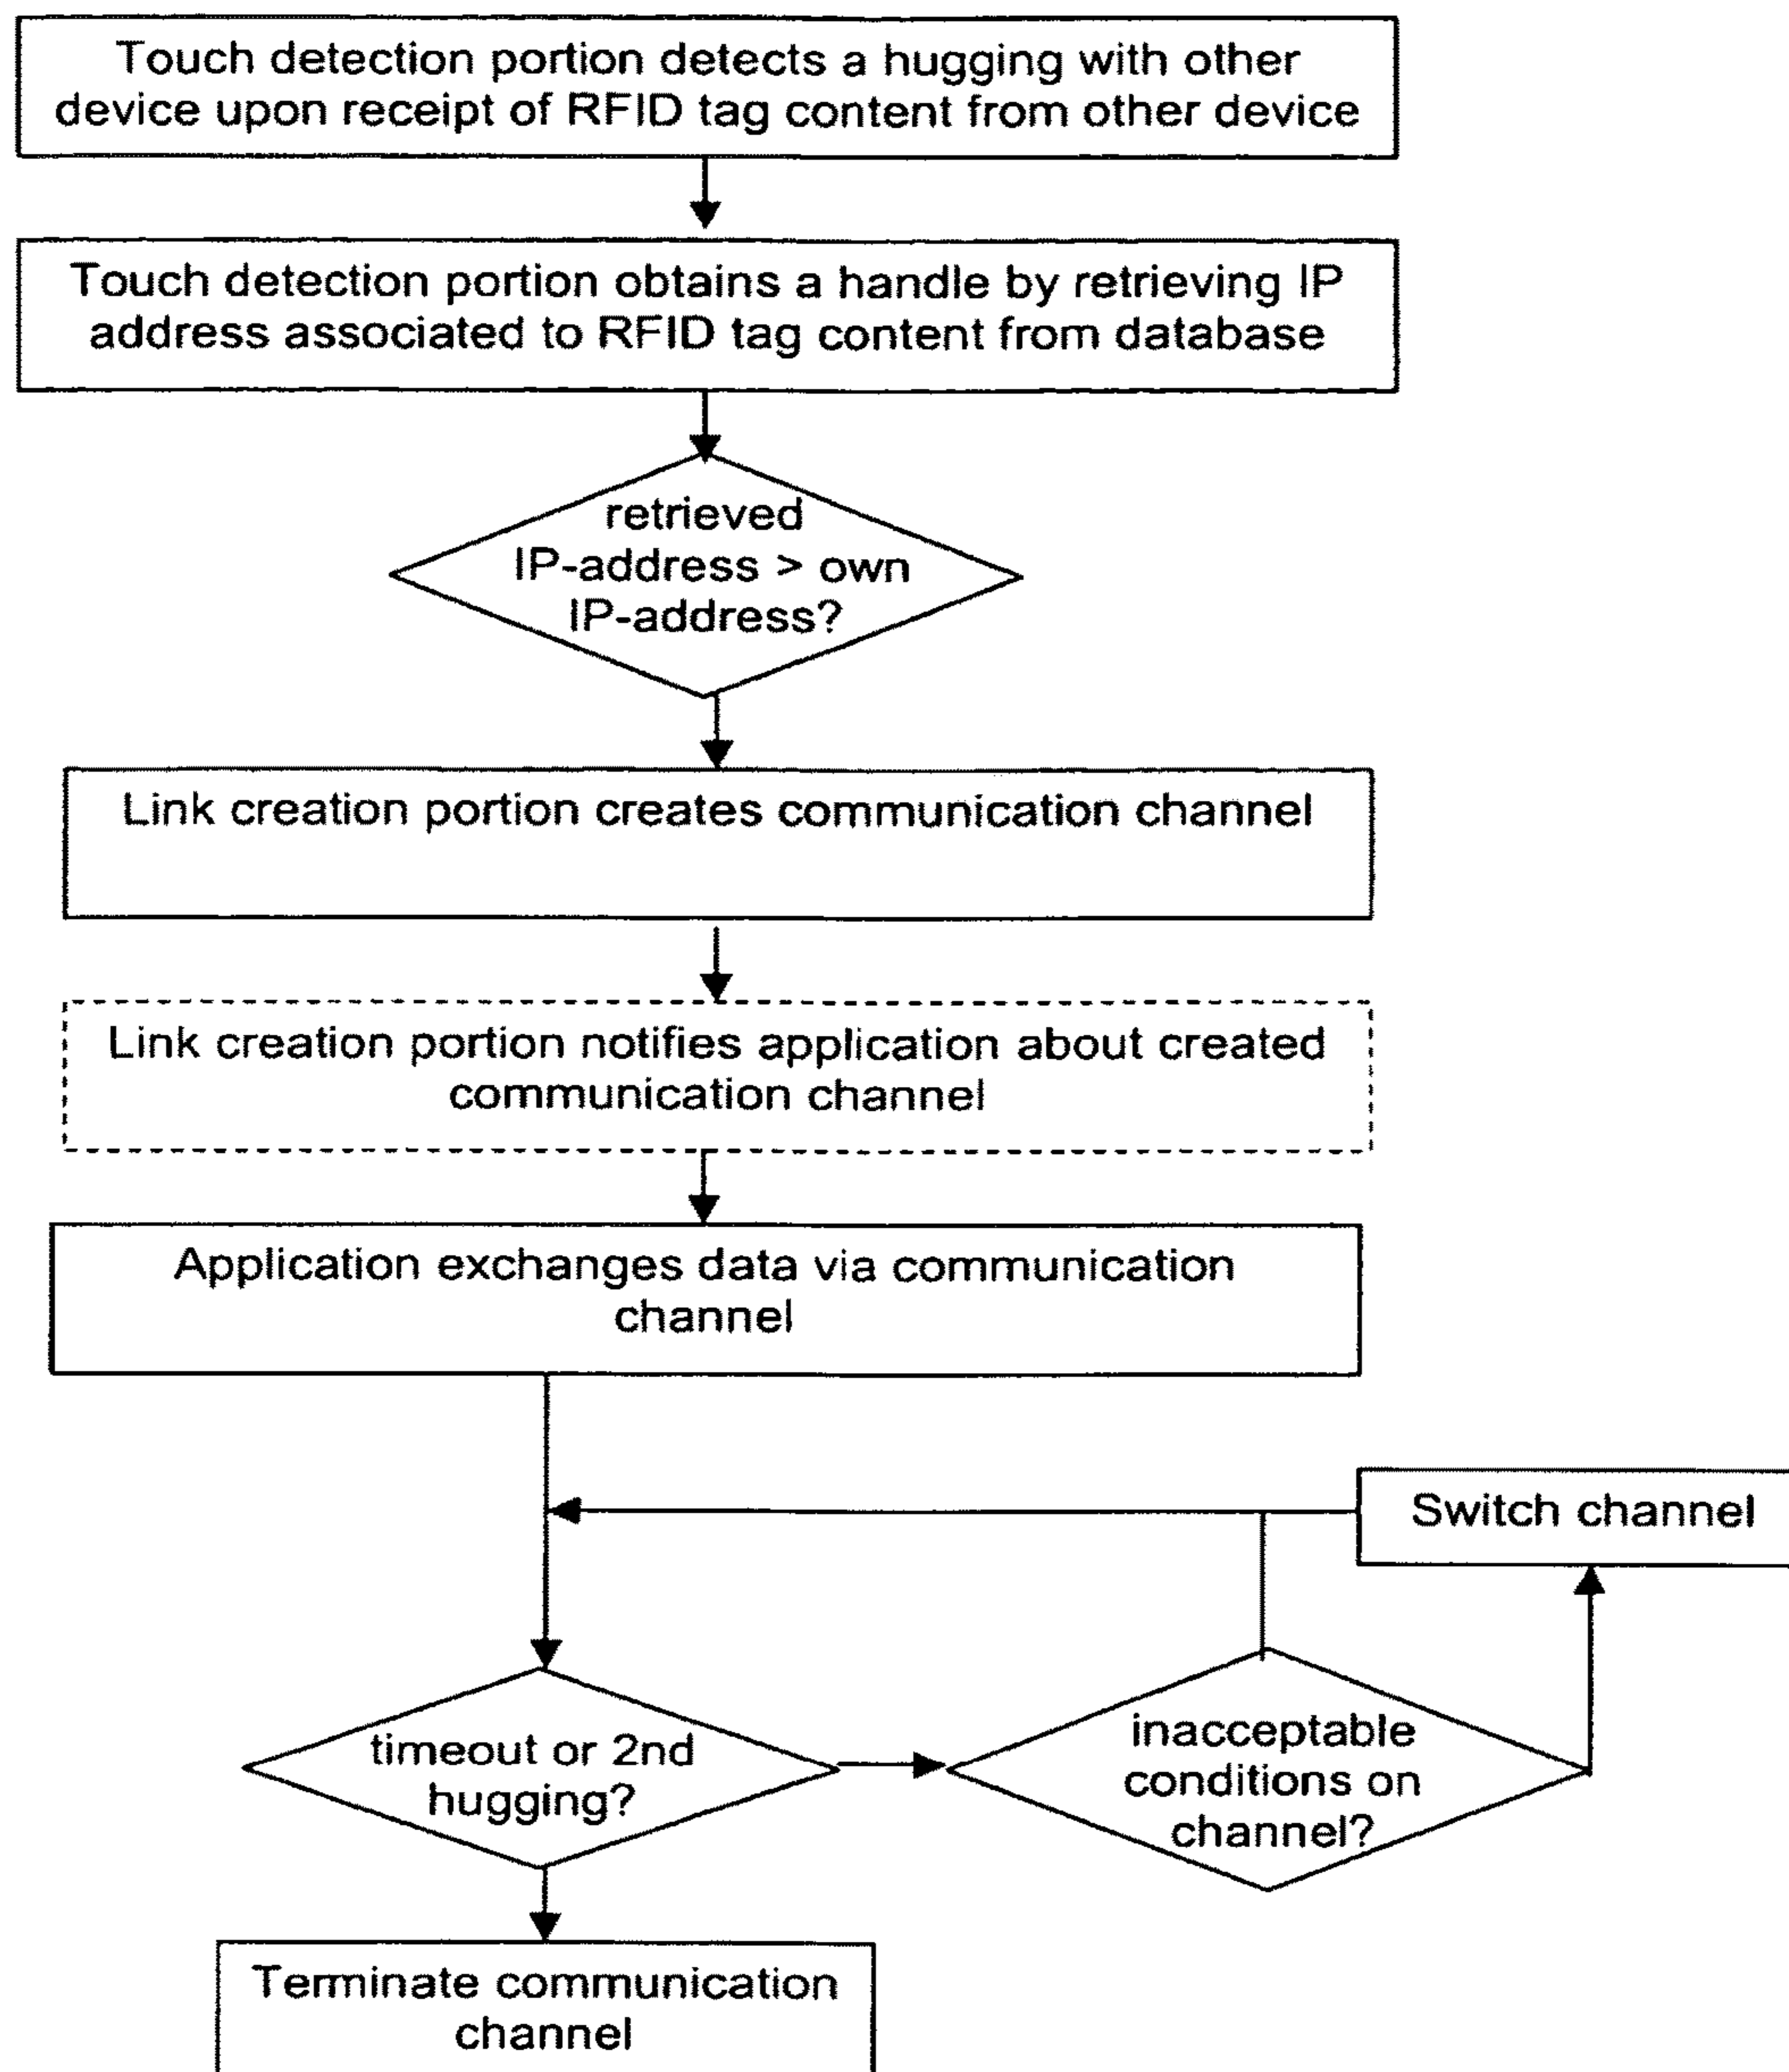 Touch detection portion detects a hugging with other
device upon receipt of RFID tag content from other device
Touch detection portion obtains a handle by retrieving IP
address associated to RFID tag content from database
retrieved
IP-address > own
IP-address?
Link creation portion creates communication channel
Link creation portion notifies application about created
communication channel
Application exchanges data via communication
channel
Switch channel
timeout or 2nd
hugging?
inacceptable
conditions on
channel?
Terminate communication
channel